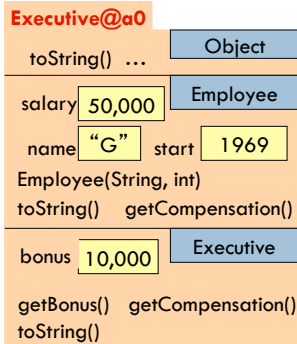 Executive@a0
toString() … Object
salary 50,000 Employee
name “G” start 1969
Employee(String, int)
toString() getCompensation()
bonus 10,000 Executive
getBonus() getCompensation()
toString()